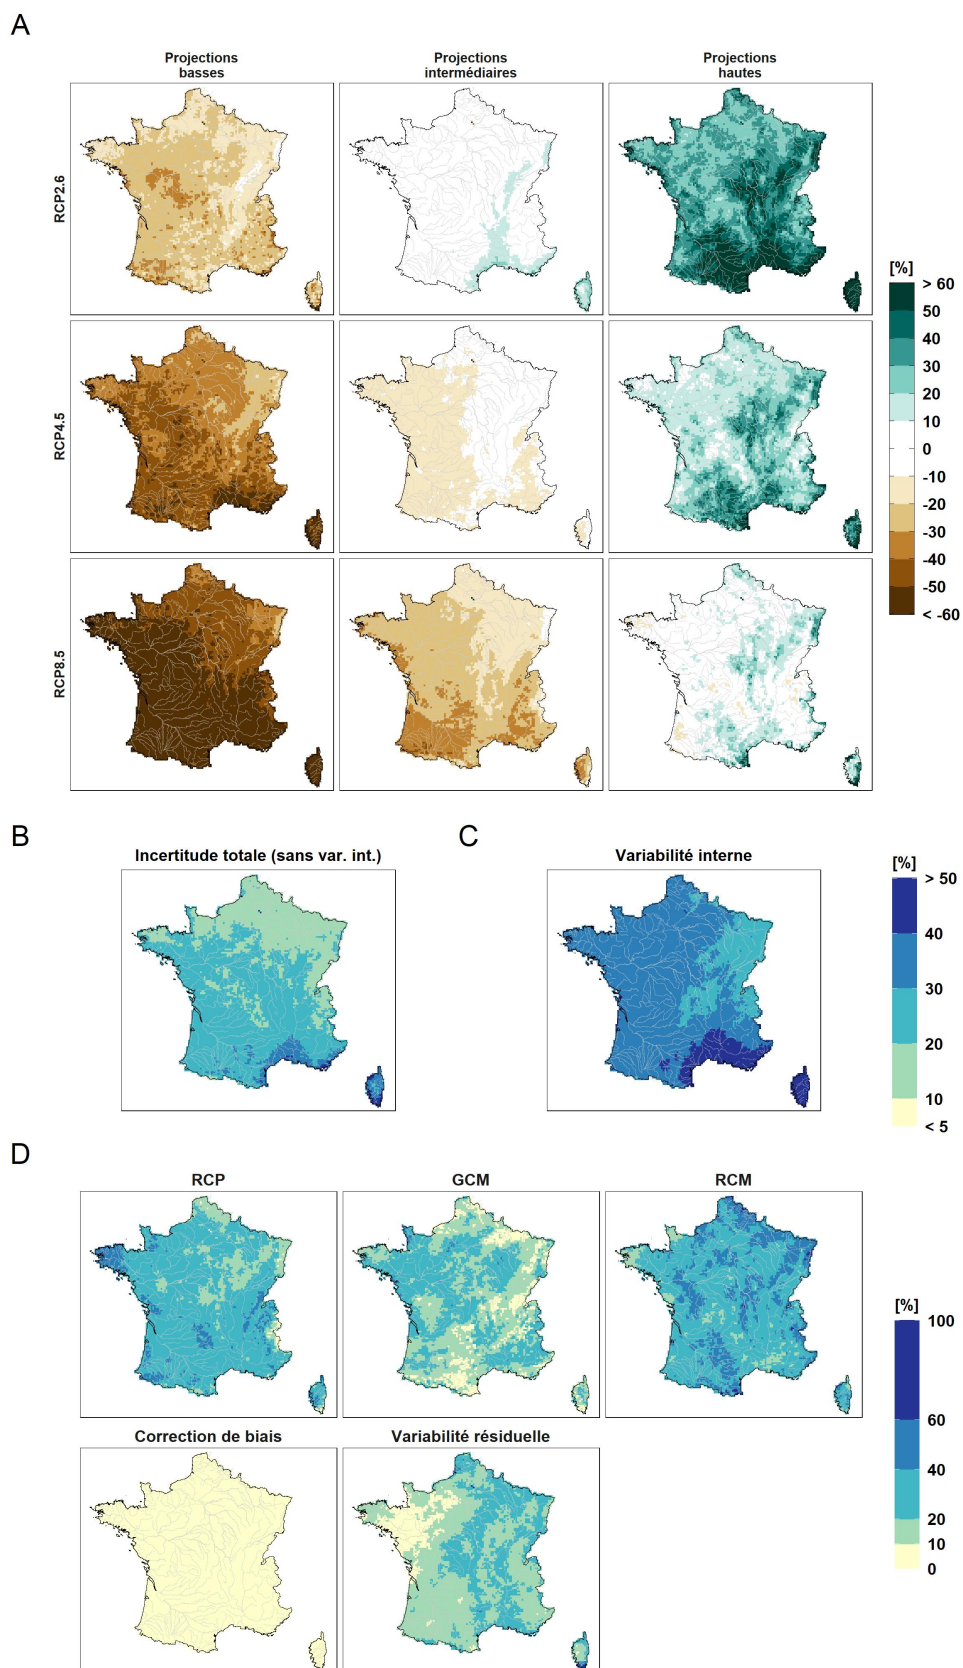 A
Projections
basses
Projections
intermédiaires
Projections
hautes
RCP2.6
RCP4.5
RCP8.5
[%]
> 60
50
40
30
20
10
0
-10
-20
-30
-40
-50
< -60
B
Incertitude totale (sans var. int.)
C
Variabilité interne
[%]
> 50
40
30
20
10
< 5
D
RCP
GCM
RCM
Correction de biais
Variabilité résiduelle
[%]
100
60
40
20
10
0